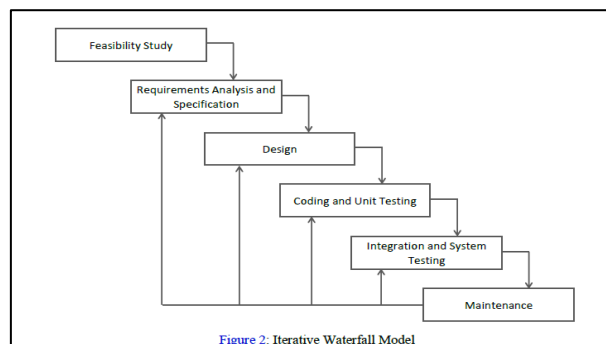 Feasibility Study
Requirements Analysis and
Specification
Design
Coding and Unit Testing
Integration and System
Testing
Maintenance
Figure 2: Iterative Waterfall Model